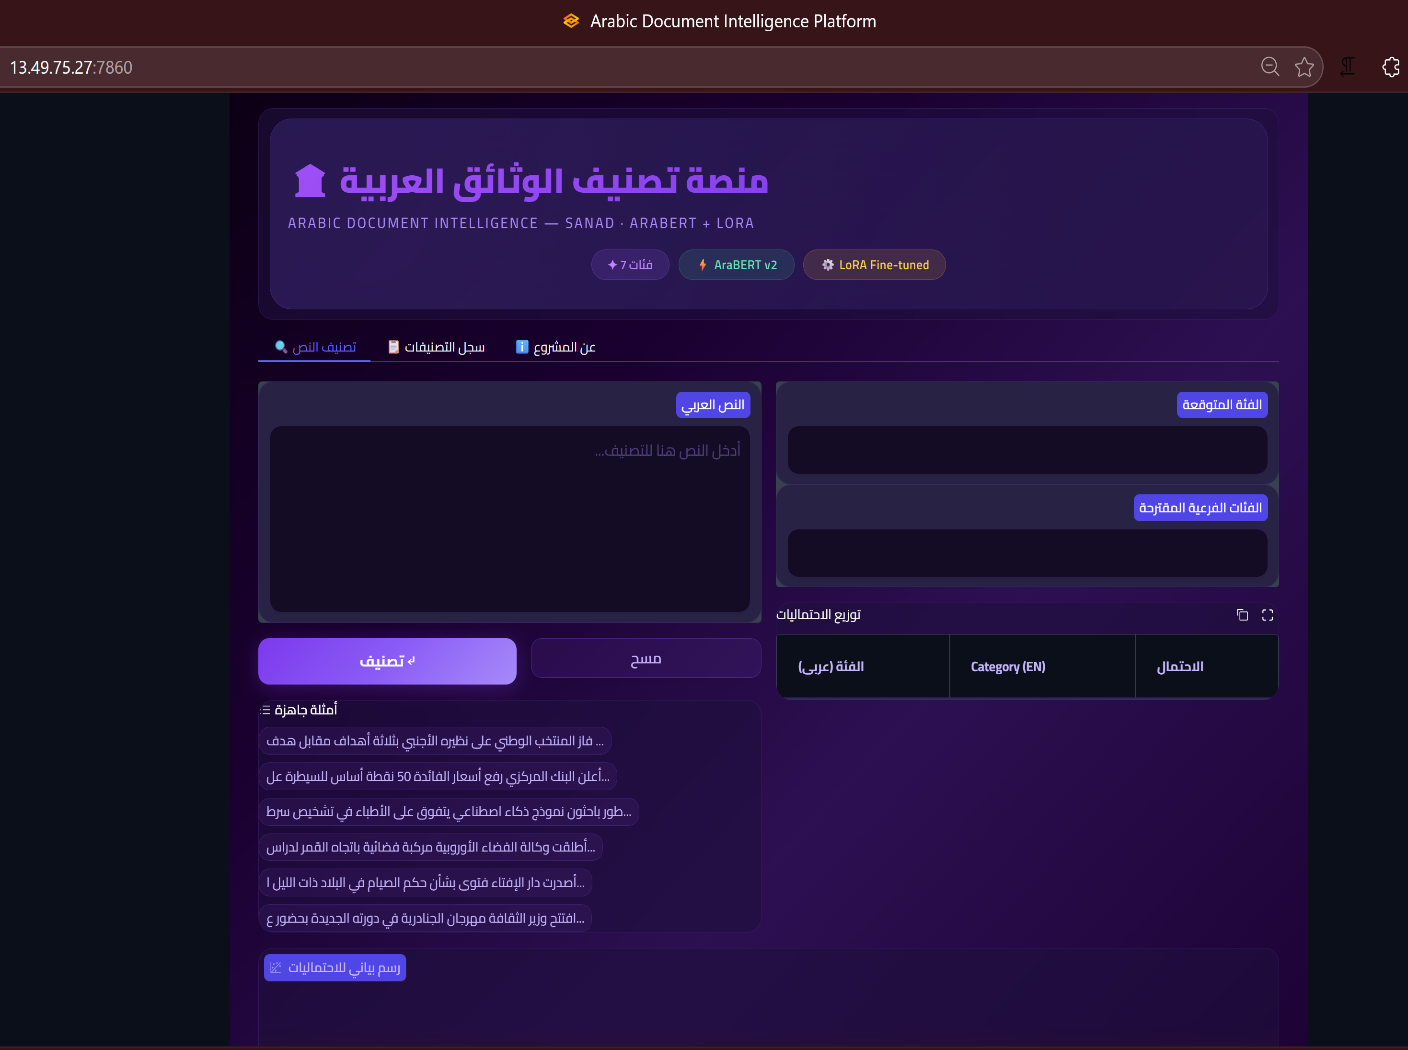 Arabic Document Intelligence Platform
13.49.75.27:7860
منصة تصنيف الوثائق العربية
ARABIC DOCUMENT INTELLIGENCE — SANAD · ARABERT + LORA
✦ 7 فئات
AraBERT v2
LoRA Fine-tuned
تصنيف النص
سجل التصنيفات
عن المشروع
النص العربي
أدخل النص هنا للتصنيف...
تصنيف ↲
مسح
أمثلة جاهزة
فاز المنتخب الوطني على نظيره الأجنبي بثلاثة أهداف مقابل هدف ...
أعلن البنك المركزي رفع أسعار الفائدة 50 نقطة أساس للسيطرة عل...
طور باحثون نموذج ذكاء اصطناعي يتفوق على الأطباء في تشخيص سرط...
أطلقت وكالة الفضاء الأوروبية مركبة فضائية باتجاه القمر لدراس...
أصدرت دار الإفتاء فتوى بشأن حكم الصيام في البلاد ذات الليل ا...
افتتح وزير الثقافة مهرجان الجنادرية في دورته الجديدة بحضور ع...
الفئة المتوقعة
الفئات الفرعية المقترحة
توزيع الاحتماليات
الفئة (عربي)
Category (EN)
الاحتمال
رسم بياني للاحتماليات